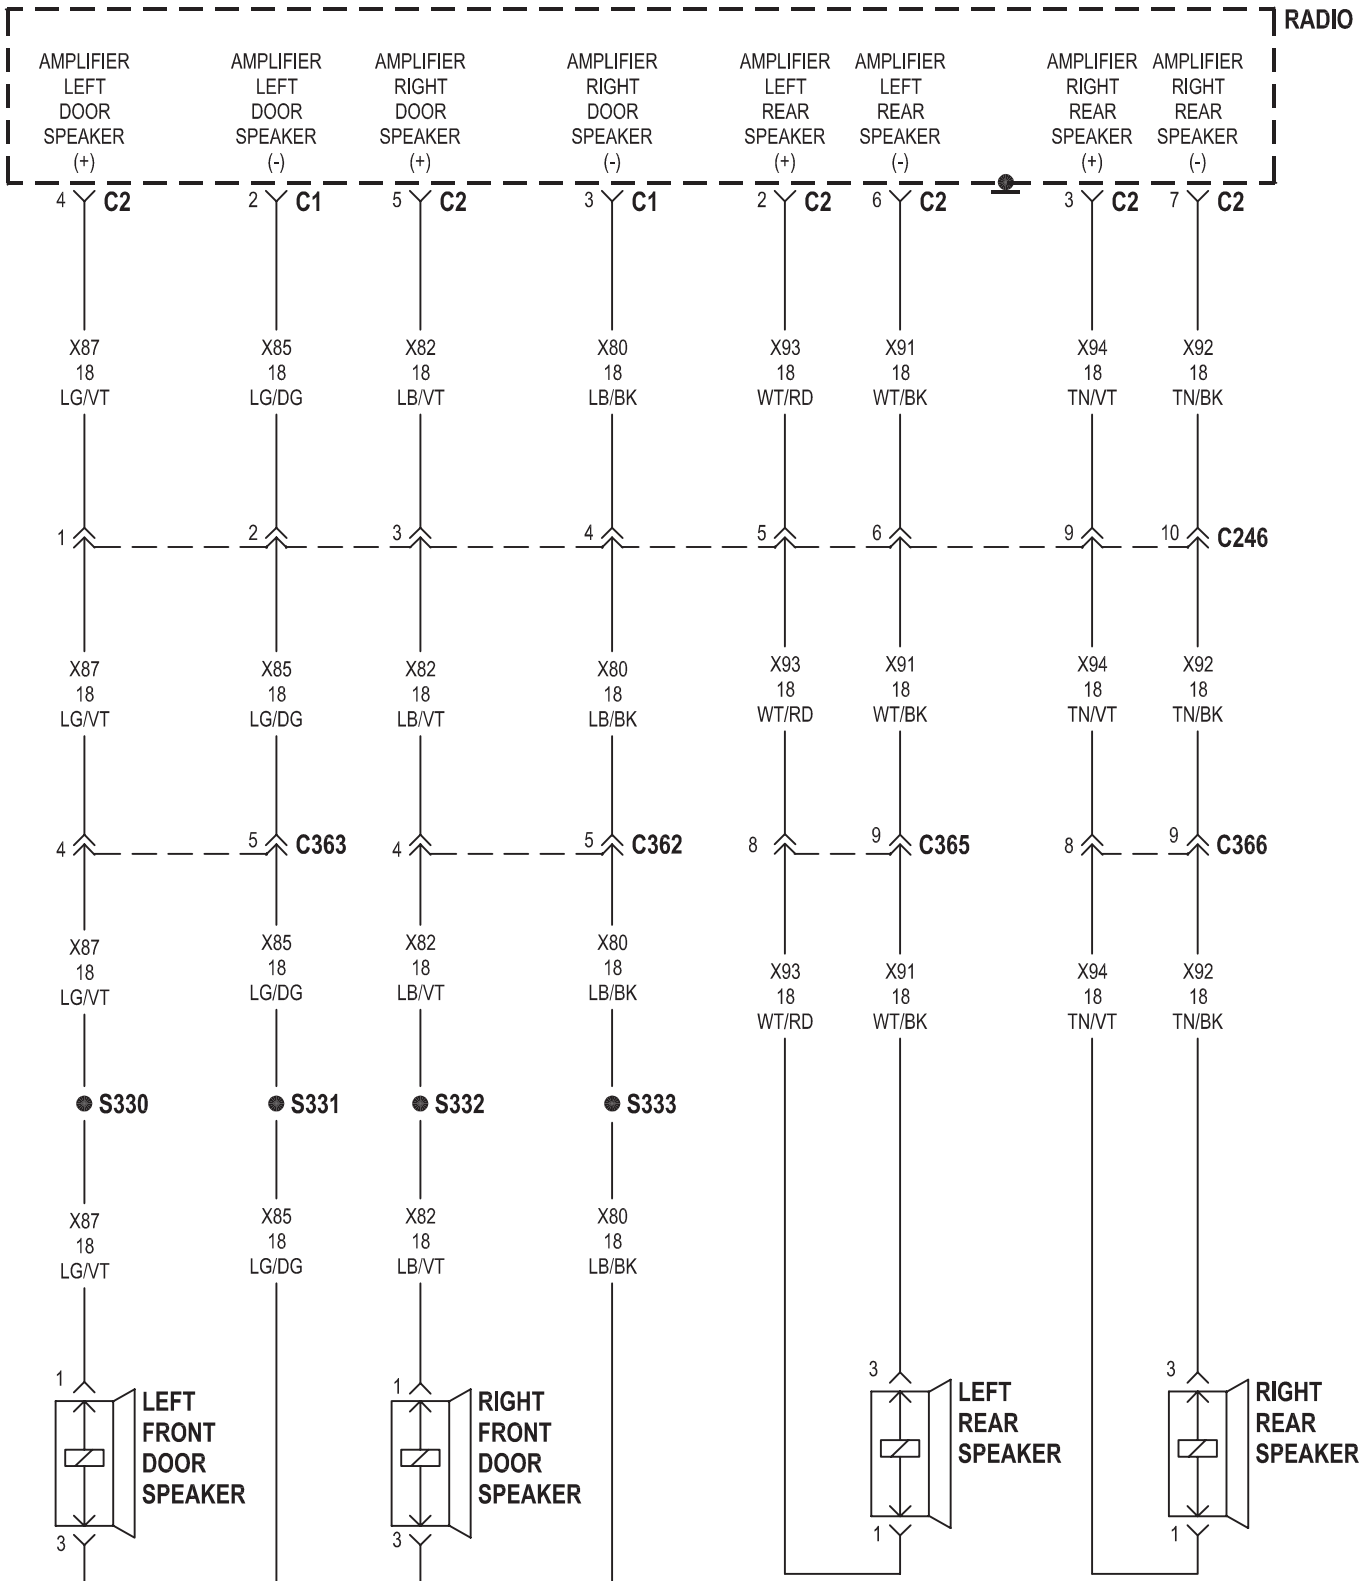 RADIO
AMPLIFIER LEFT DOOR SPEAKER (+)
AMPLIFIER LEFT DOOR SPEAKER (-)
AMPLIFIER RIGHT DOOR SPEAKER (+)
AMPLIFIER RIGHT DOOR SPEAKER (-)
AMPLIFIER LEFT REAR SPEAKER (+)
AMPLIFIER LEFT REAR SPEAKER (-)
AMPLIFIER RIGHT REAR SPEAKER (+)
AMPLIFIER RIGHT REAR SPEAKER (-)
4 C2 2 C1 5 C2 3 C1 2 C2 6 C2 3 C2 7 C2
X87 X85 X82 X80 X93 X91 X94 X92
18 18 18 18 18 18 18 18
LG/VT LG/DG LB/VT LB/BK WT/RD WT/BK TN/VT TN/BK
1 2 3 4 5 6 9 10 C246
X87 X85 X82 X80 X93 X91 X94 X92
18 18 18 18 18 18 18 18
LG/VT LG/DG LB/VT LB/BK WT/RD WT/BK TN/VT TN/BK
4 5 C363 4 5 C362 8 9 C365 8 9 C366
X87 X85 X82 X80 X93 X91 X94 X92
18 18 18 18 18 18 18 18
LG/VT LG/DG LB/VT LB/BK WT/RD WT/BK TN/VT TN/BK
S330 S331 S332 S333
X87 X85 X82 X80
18 18 18 18
LG/VT LG/DG LB/VT LB/BK
1 1 3 3
LEFT FRONT DOOR SPEAKER
RIGHT FRONT DOOR SPEAKER
LEFT REAR SPEAKER
RIGHT REAR SPEAKER
3 3 1 1